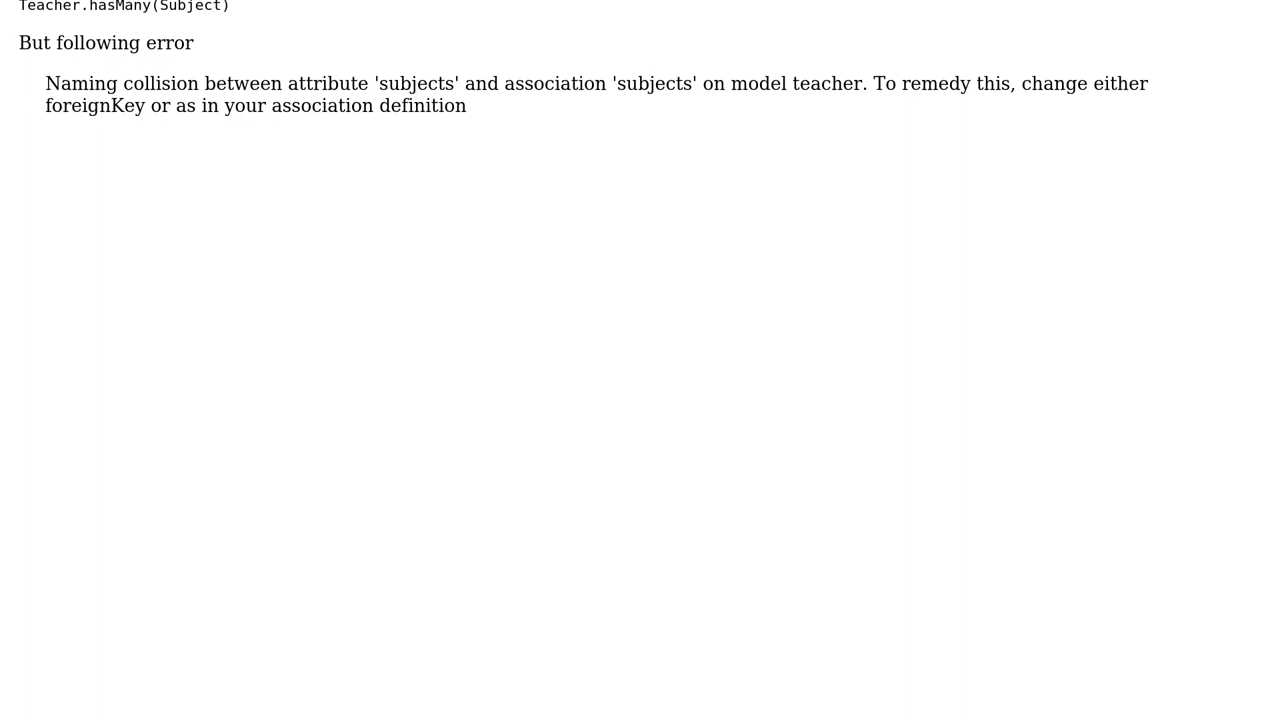 Teacher.hasMany(Subject)
But following error
Naming collision between attribute 'subjects' and association 'subjects' on model teacher. To remedy this, change either
foreignKey or as in your association definition